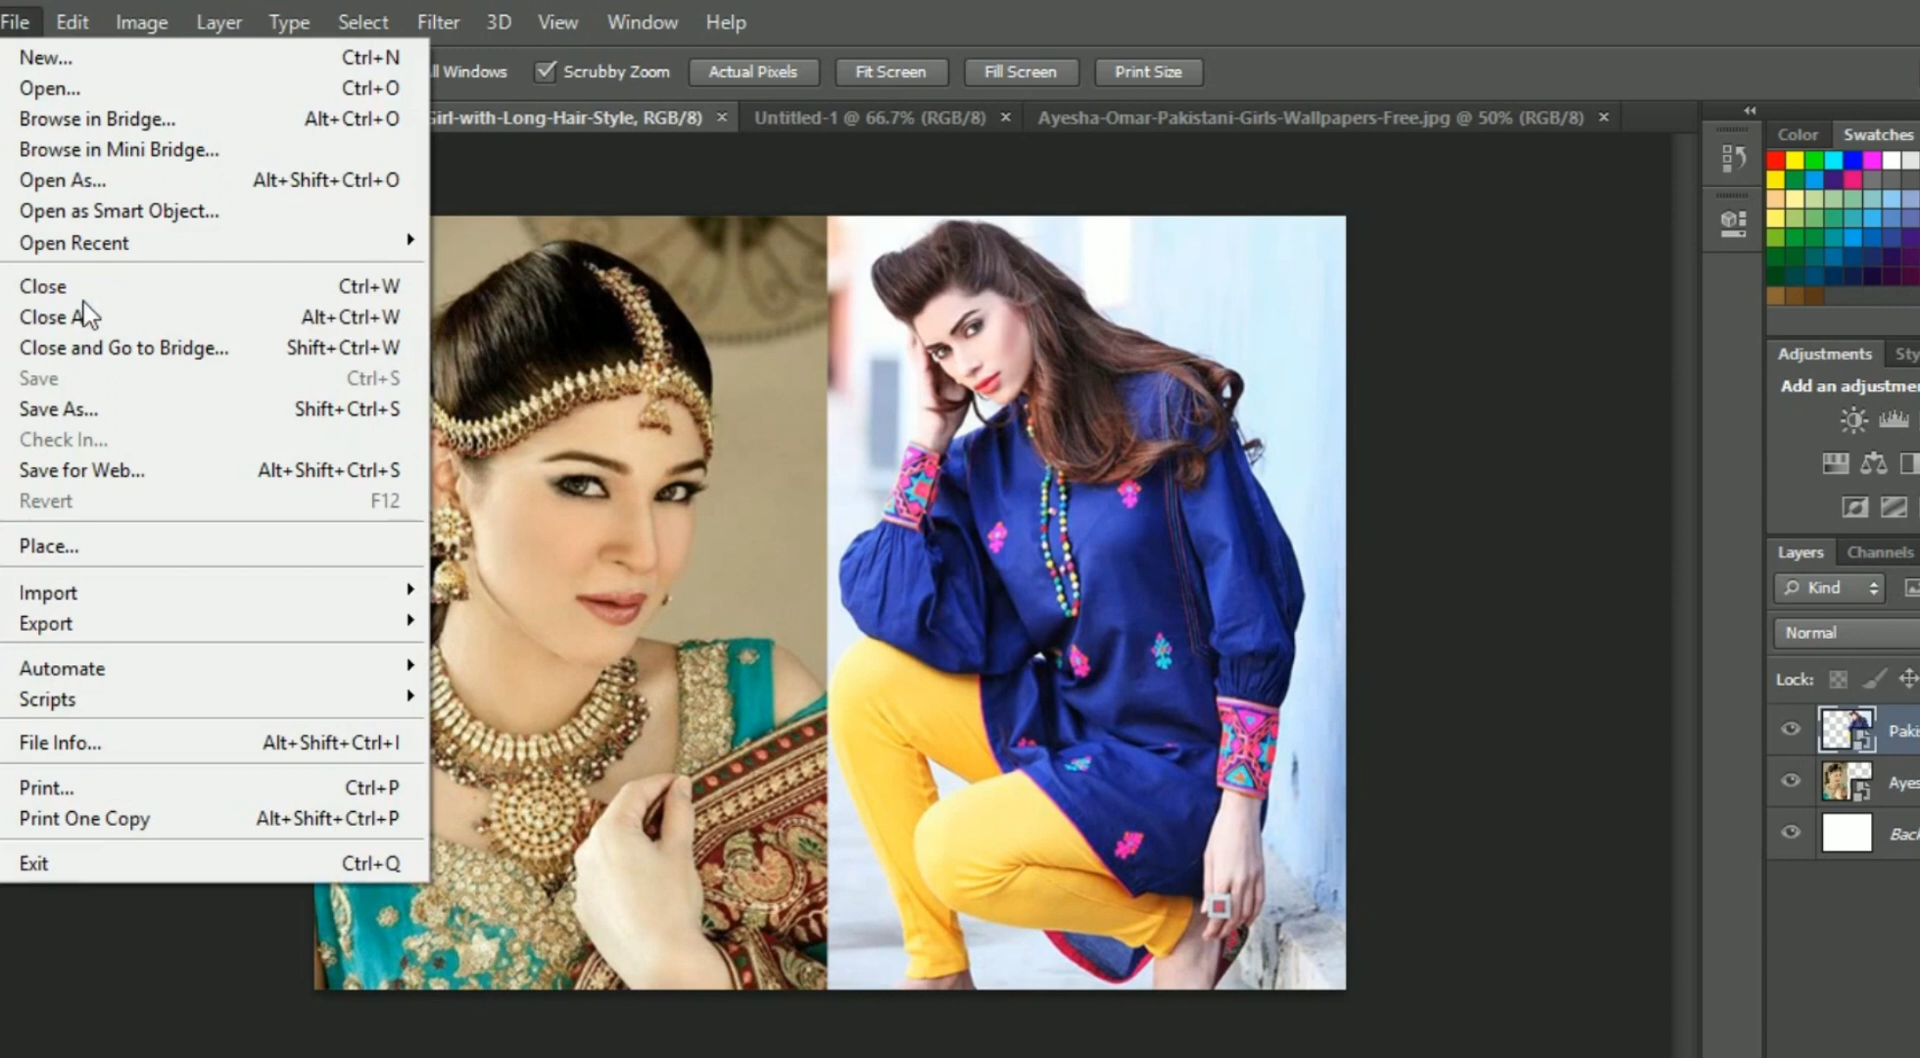 File Edit Image Layer Type Select Filter 3D View Window Help
Windows Scrubby Zoom Actual Pixels Fit Screen Fill Screen Print Size
Girl-with-Long-Hair-Style, RGB/8) × Untitled-1 @ 66.7% (RGB/8) × Ayesha-Omar-Pakistani-Girls-Wallpapers-Free.jpg @ 50% (RGB/8) ×
New... Ctrl+N
Open... Ctrl+O
Browse in Bridge... Alt+Ctrl+O
Browse in Mini Bridge...
Open As... Alt+Shift+Ctrl+O
Open as Smart Object...
Open Recent
Close Ctrl+W
Close Alt+Ctrl+W
Close and Go to Bridge... Shift+Ctrl+W
Save Ctrl+S
Save As... Shift+Ctrl+S
Check In...
Save for Web... Alt+Shift+Ctrl+S
Revert F12
Place...
Import
Export
Automate
Scripts
File Info... Alt+Shift+Ctrl+I
Print... Ctrl+P
Print One Copy Alt+Shift+Ctrl+P
Exit Ctrl+Q
Color Swatches
Adjustments Sty
Add an adjustme
Layers Channels
Kind
Normal
Lock:
Paki
Ayes
Back